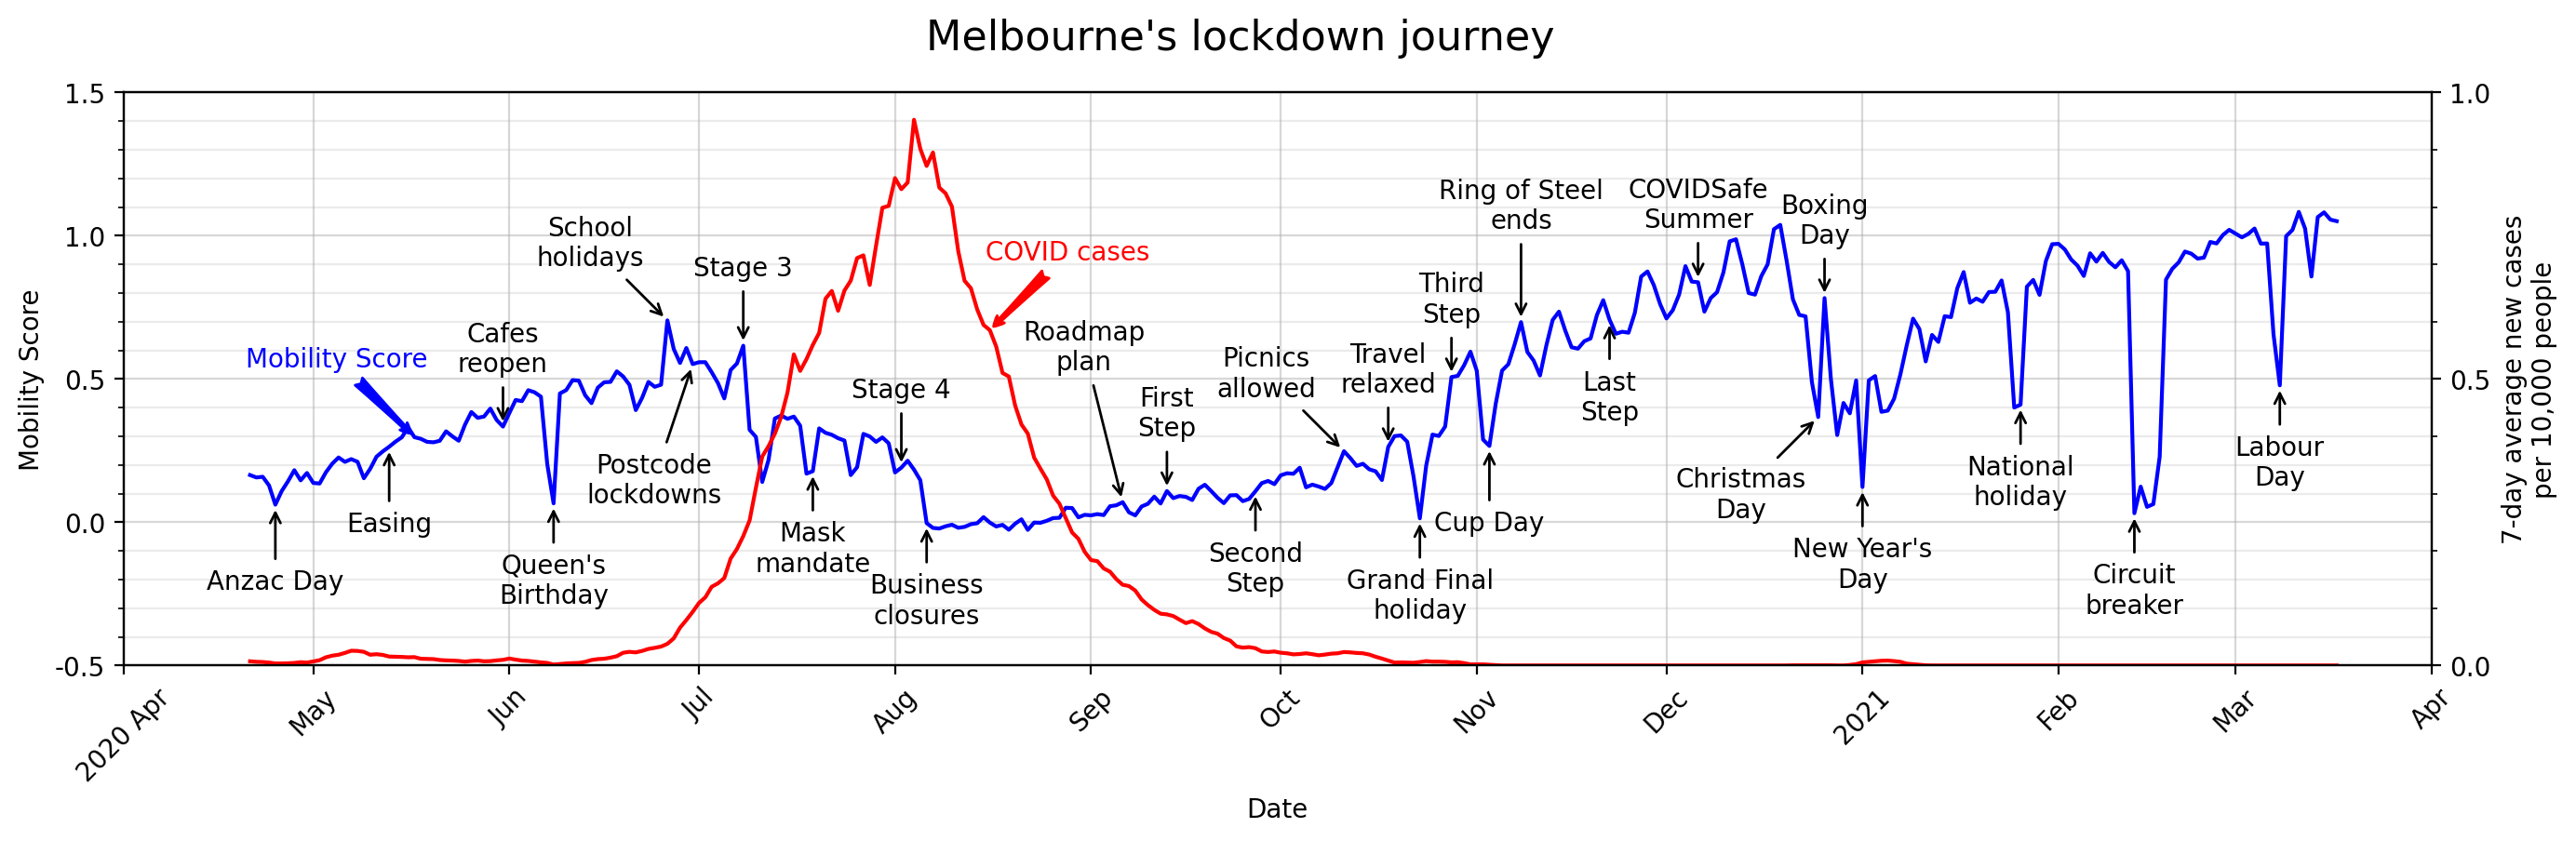 Melbourne's lockdown journey
1.5
1.0
0.5
0.0
-0.5
Mobility Score
1.0
0.5
0.0
7-day average new cases
per 10,000 people
Mobility Score
COVID cases
Anzac Day
Easing
Cafes
reopen
Queen's
Birthday
School
holidays
Postcode
lockdowns
Stage 3
Mask
mandate
Stage 4
Business
closures
Roadmap
plan
First
Step
Second
Step
Picnics
allowed
Travel
relaxed
Grand Final
holiday
Third
Step
Cup Day
Ring of Steel
ends
Last
Step
COVIDSafe
Summer
Christmas
Day
Boxing
Day
New Year's
Day
National
holiday
Circuit
breaker
Labour
Day
2020 Apr
May
Jun
Jul
Aug
Sep
Oct
Nov
Dec
2021
Feb
Mar
Apr
Date